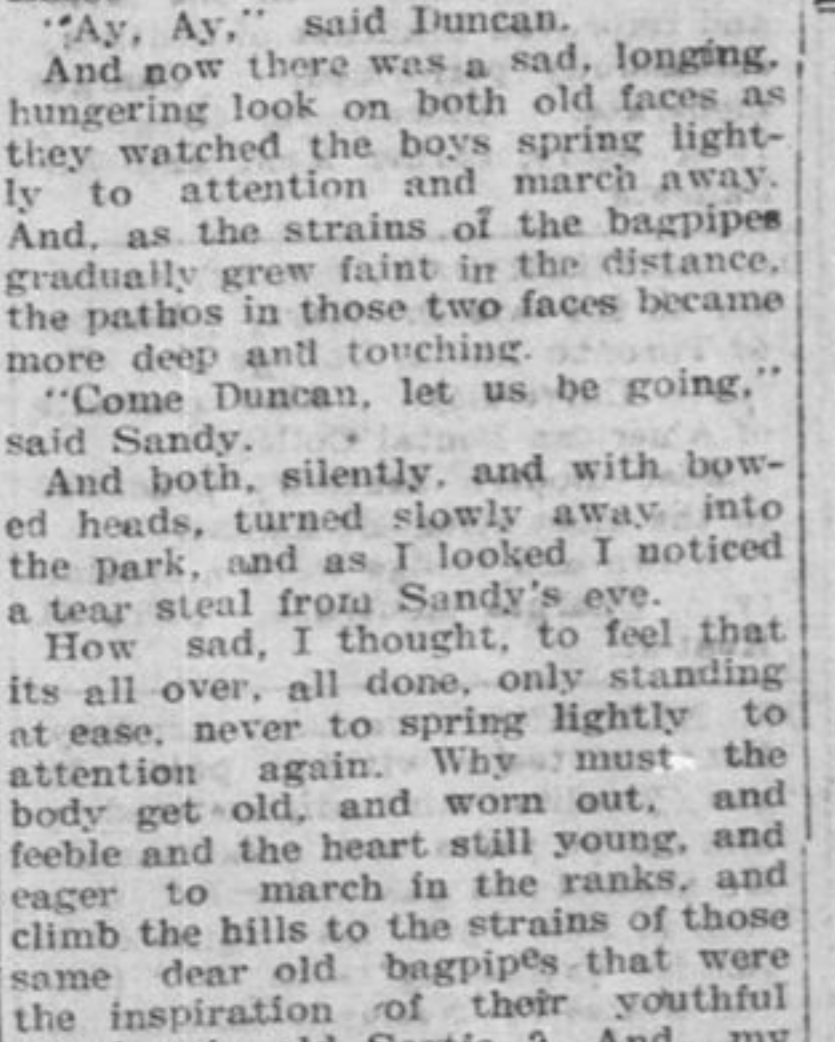 "Ay, Ay," said Duncan.
And now there was a sad, longing,
hungering look on both old faces as
they watched the boys spring light-
ly to attention and march away.
And, as the strains of the bagpipes
gradually grew faint in the distance,
the pathos in those two faces became
more deep and touching.
"Come Duncan, let us be going,"
said Sandy.
And both, silently, and with bow-
ed heads, turned slowly away into
the park, and as I looked I noticed
a tear steal from Sandy's eye.
How sad, I thought, to feel that
its all over, all done, only standing
at ease, never to spring lightly to
attention again. Why must the
body get old, and worn out, and
feeble and the heart still young, and
eager to march in the ranks, and
climb the hills to the strains of those
same dear old bagpipes that were
the inspiration of their youthful
And my